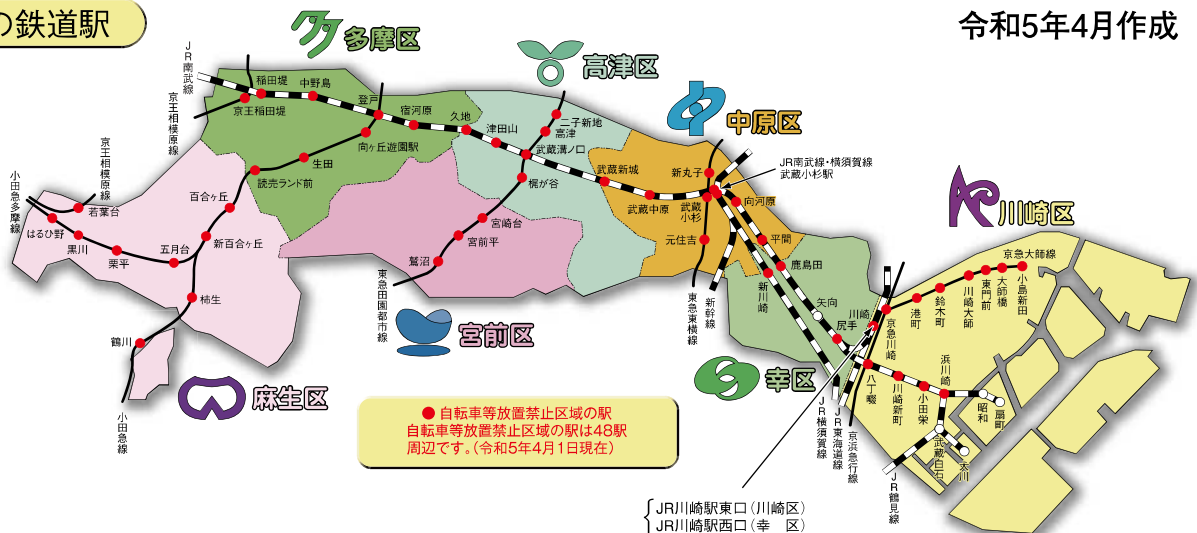 の鉄道駅
令和5年4月作成
多摩区
高津区
中原区
川崎区
宮前区
麻生区
幸区
JR南武線
京王相模原線
稲田堤
中野島
京王稲田堤
登戸
宿河原
久地
向ヶ丘遊園駅
生田
読売ランド前
津田山
二子新地
高津
武蔵溝ノ口
梶が谷
武蔵新城
武蔵中原
新丸子
JR南武線・横須賀線
武蔵小杉駅
武蔵
小杉
向河原
元住吉
平間
鹿島田
新川崎
矢向
尻手
川崎
京急川崎
港町
鈴木町
川崎大師
東門前
大師橋
小島新田
京急大師線
八丁畷
川崎新町
小田栄
浜川崎
昭和
扇町
武蔵白石
大川
小田急多摩線
京王相模原線
若葉台
はるひ野
黒川
栗平
五月台
百合ヶ丘
新百合ヶ丘
柿生
鶴川
小田急線
宮崎台
宮前平
鷺沼
東急田園都市線
東急東横線
新幹線
JR横須賀線
JR東海道線
京浜急行線
JR鶴見線
●自転車等放置禁止区域の駅
自転車等放置禁止区域の駅は48駅
周辺です。（令和5年4月1日現在）
JR川崎駅東口（川崎区）
JR川崎駅西口（幸　区）